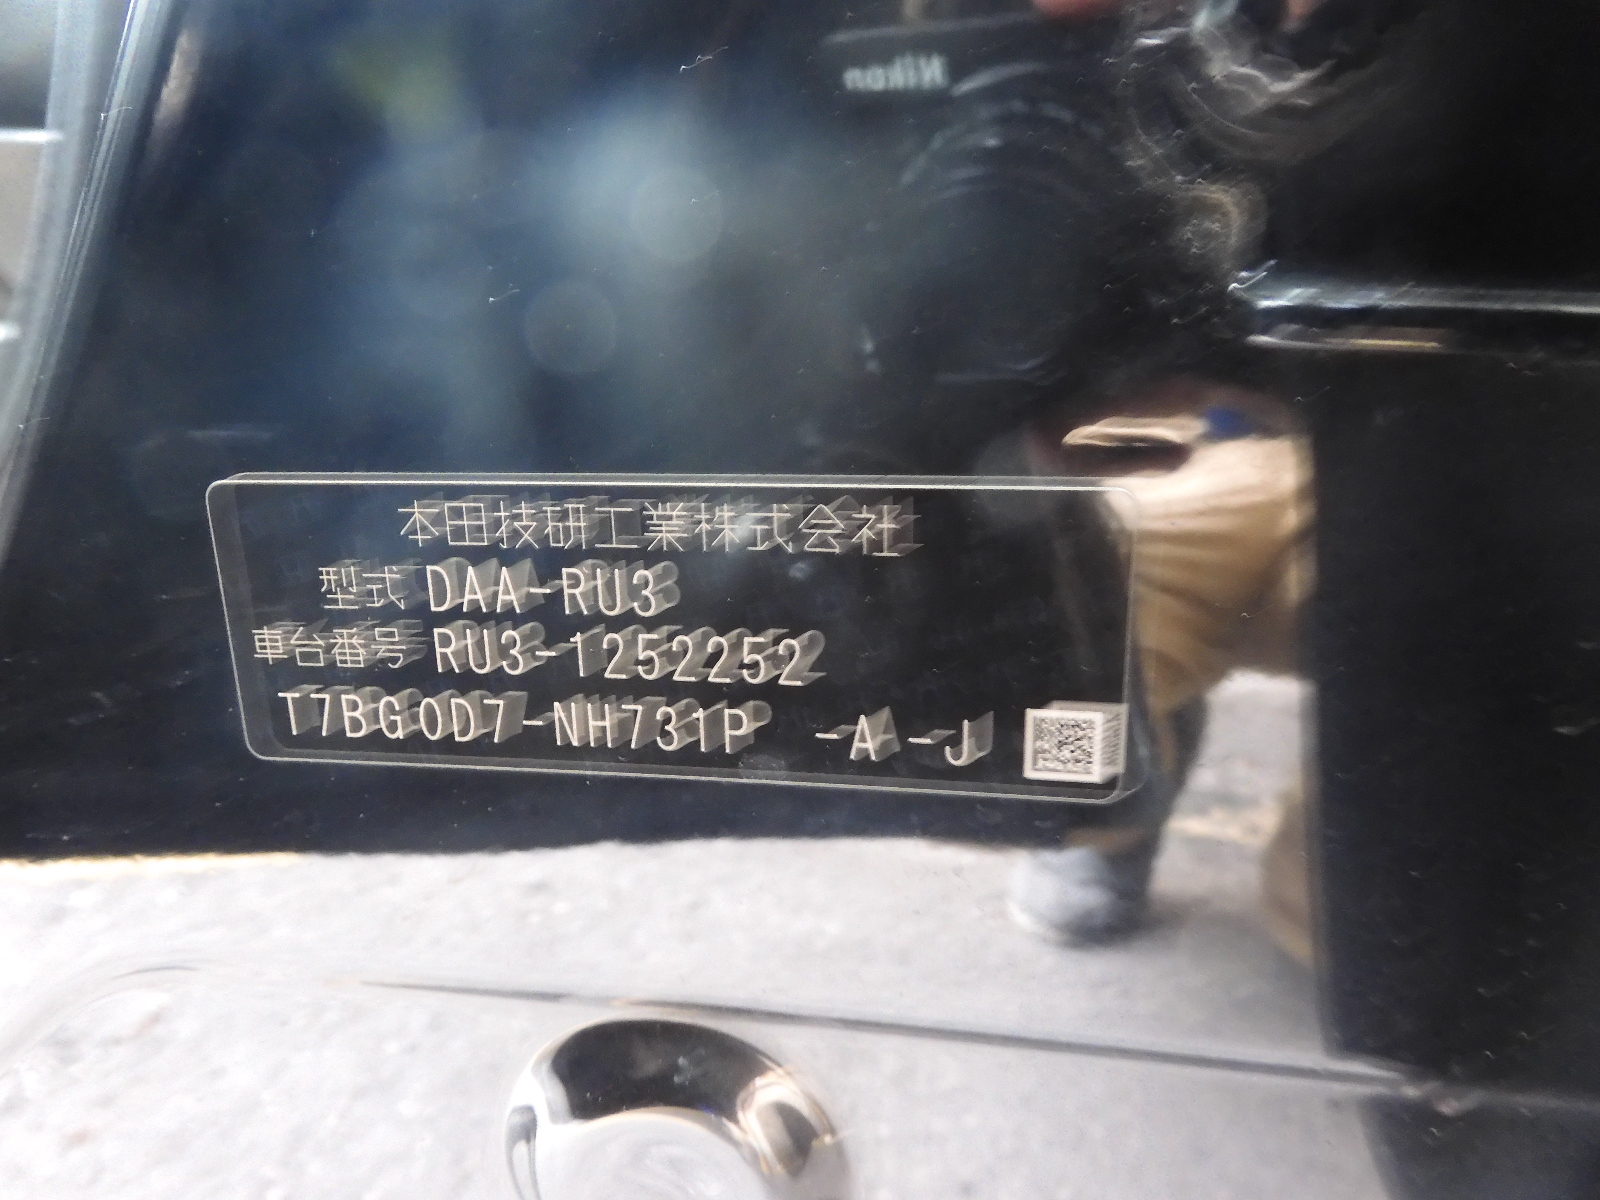 Nikon
本田技研工業株式会社
型式 DAA-RU3
車台番号 RU3-1252252
T7BG0D7-NH731P -A -J